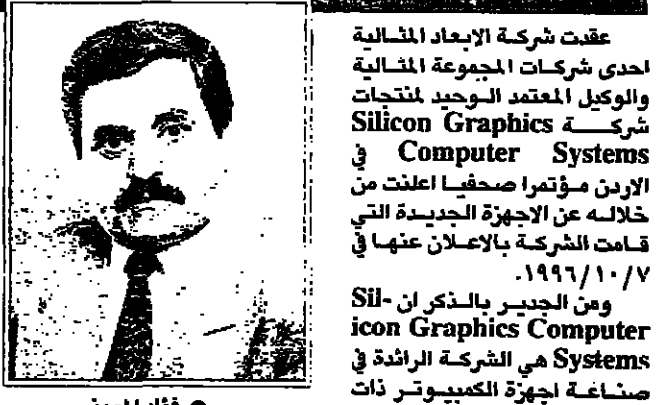 عقدت شركة الابعاد المثالية
احدى شركات المجموعة المثالية
والوكيل المعتمد الوحيد لمنتجات
شركة Silicon Graphics
Computer Systems في
الاردن مؤتمرا صحفيا اعلنت من
خلاله عن الاجهزة الجديدة التي
قامت الشركة بالاعلان عنها في
١٩٩٦/١٠/٧.
ومن الجدير بالذكر ان Sil-
icon Graphics Computer
Systems هي الشركة الرائدة في
صناعة اجهزة الكمبيوتر ذات